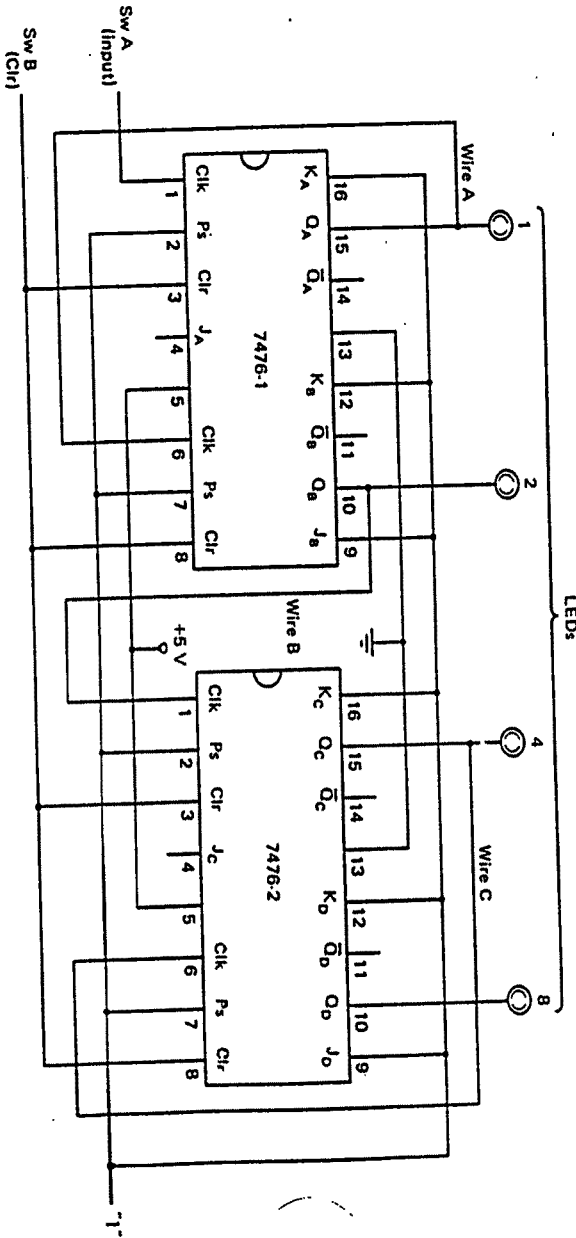 LEDs
1 2 4 8
Wire A
Wire C
16 15 14 13 12 11 10 9
K_A Q_A Q̅_A K_B Q̅_B Q_B J_B
7476-1
Clk Ps Clr J_A Clk Ps Clr
1 2 3 4 5 6 7 8
Wire B
+5 V
16 15 14 13 12 11 10 9
K_C Q_C Q̅_C K_D Q̅_D Q_D J_D
7476-2
Clk Ps Clr J_C Clk Ps Clr
1 2 3 4 5 6 7 8
Sw A
(input)
Sw B
(Clr)
"1"